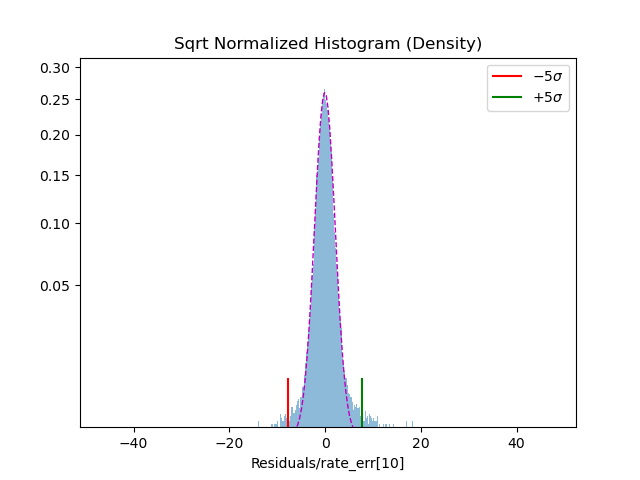 Sqrt Normalized Histogram (Density)
0.30
0.25
0.20
0.15
0.10
0.05
−5σ
+5σ
−40
−20
0
20
40
Residuals/rate_err[10]